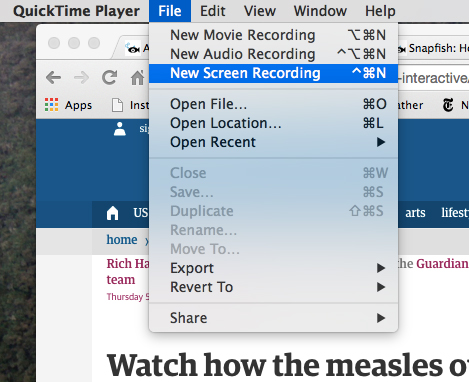 QuickTime Player File Edit View Window Help
New Movie Recording ⌥⌘N
New Audio Recording ^⌥⌘N
New Screen Recording ^⌘N
Open File... ⌘O
Open Location... ⌘L
Open Recent ▶
Close ⌘W
Save... ⌘S
Duplicate ⇧⌘S
Rename...
Move To...
Export ▶
Revert To ▶
Share ▶
A
Snapfish: Ho
-interactive/
Apps Inst ather N
sig
US arts lifest
home
Rich Ha the Guardian
team
Thursday 5
Watch how the measles o